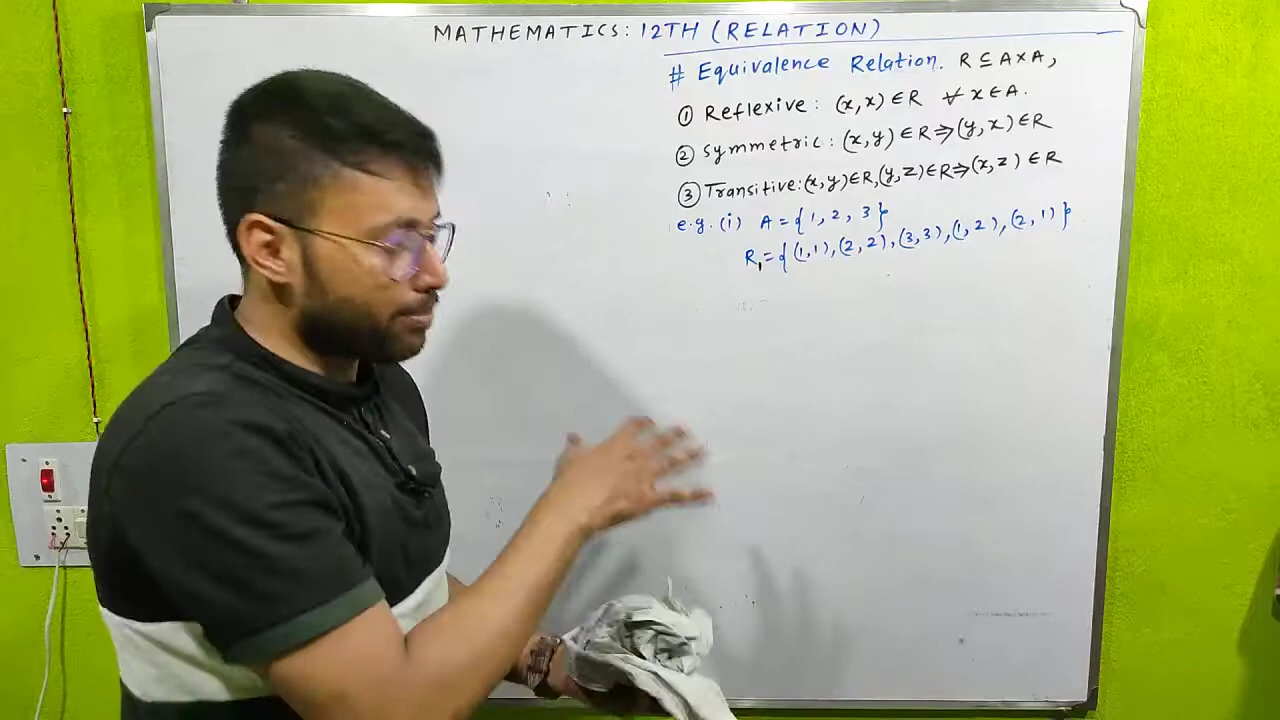 MATHEMATICS: 12TH (RELATION)
# Equivalence Relation. R ⊆ A×A,
① Reflexive: (x,x) ∈ R ∀ x ∈ A.
② Symmetric: (x,y) ∈ R ⇒ (y,x) ∈ R
③ Transitive: (x,y) ∈ R, (y,z) ∈ R ⇒ (x,z) ∈ R
e.g. (i) A = {1, 2, 3}
R₁ = {(1,1), (2,2), (3,3), (1,2), (2,1)}